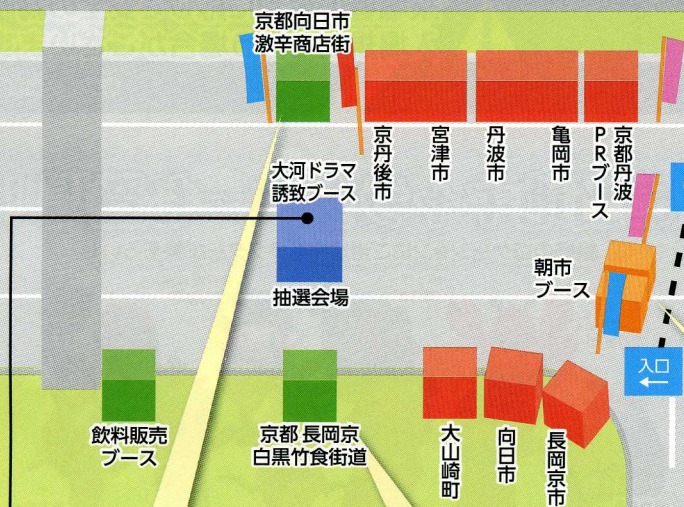 京都向日市
激辛商店街
京丹後市
宮津市
丹波市
亀岡市
京都丹波
PRブース
大河ドラマ
誘致ブース
抽選会場
朝市
ブース
入口
飲料販売
ブース
京都 長岡京
白黒竹食街道
大山崎町
向日市
長岡京市